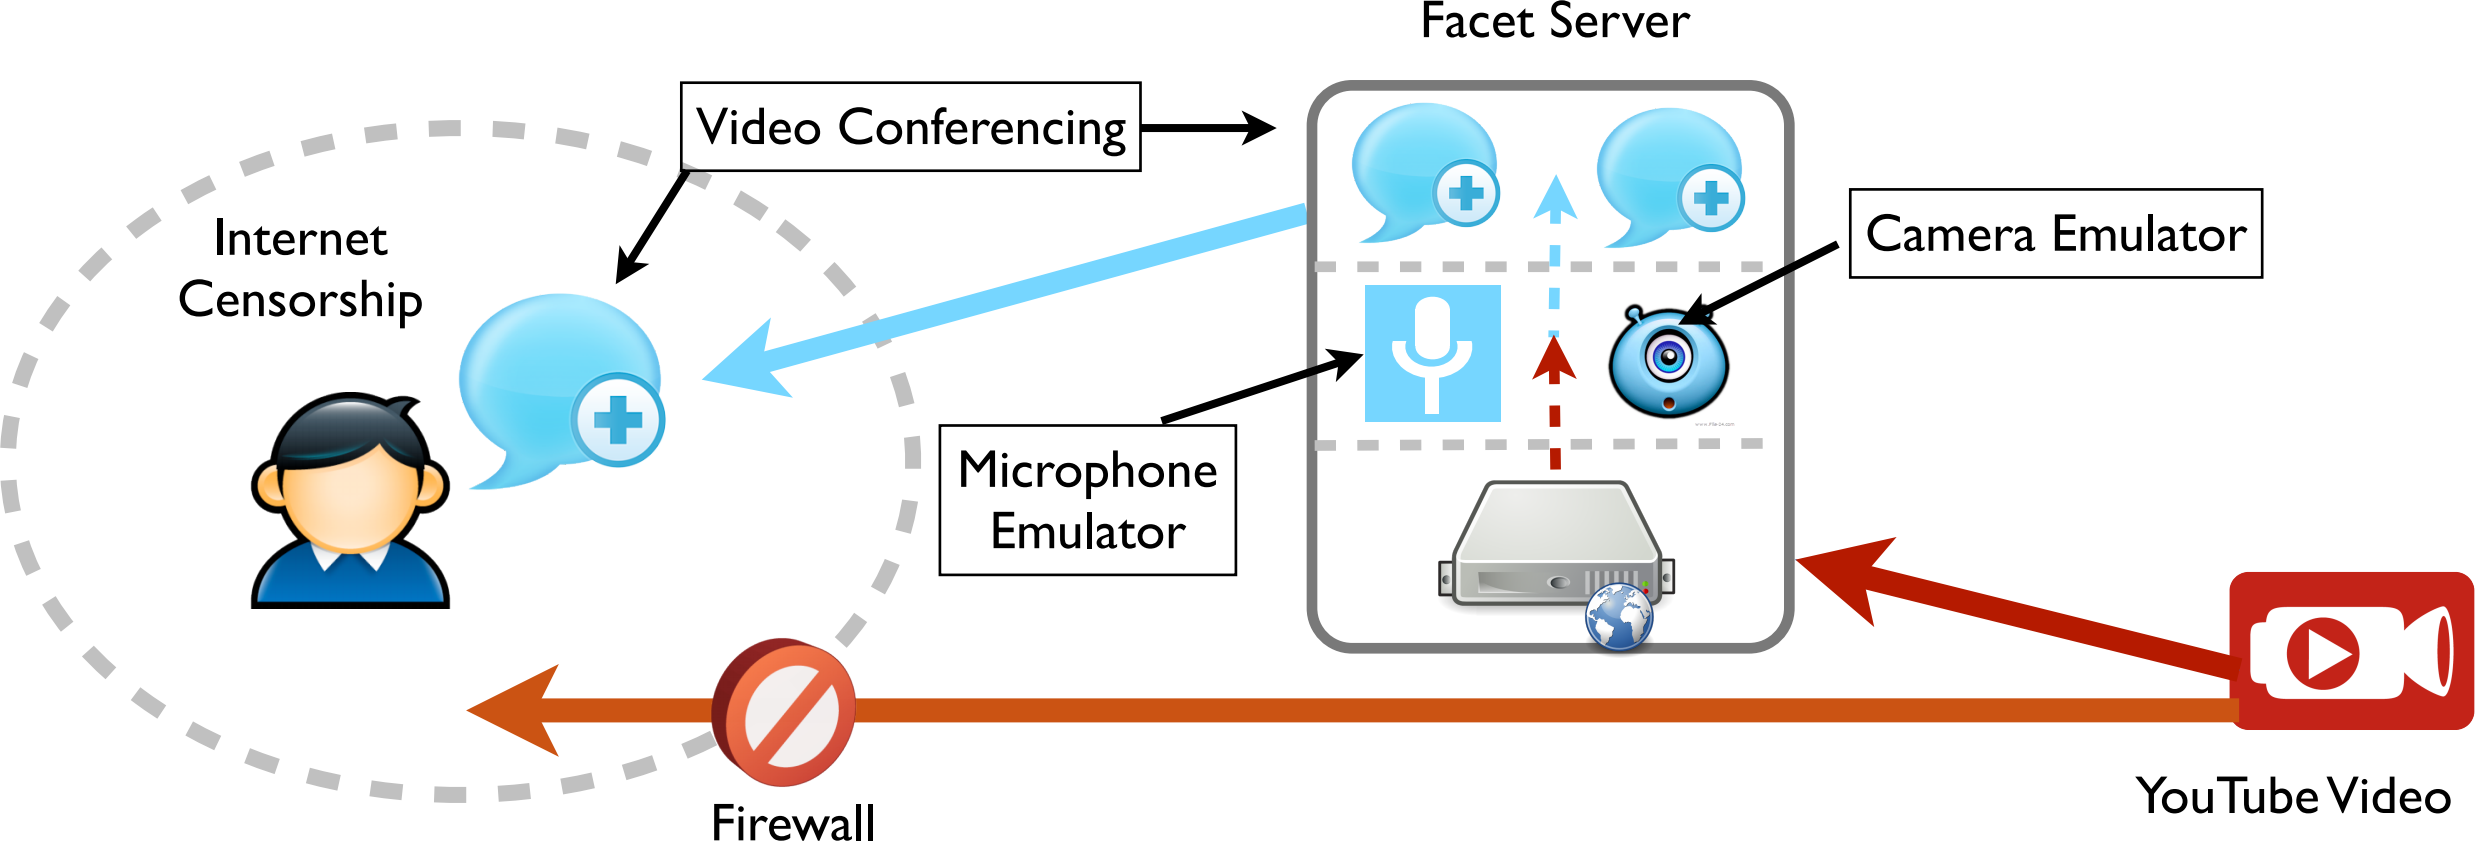 Facet Server
Video Conferencing
Internet
Censorship
Camera Emulator
Microphone
Emulator
YouTube Video
Firewall